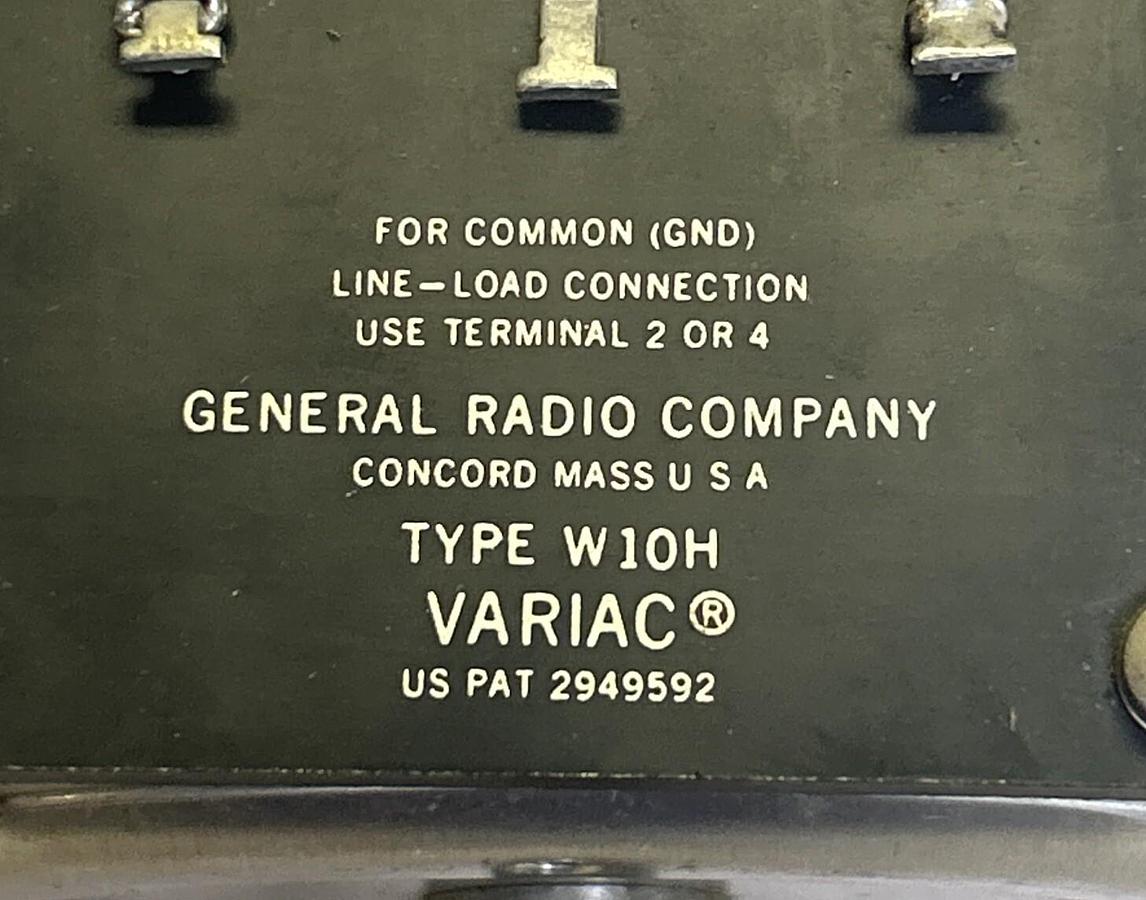 FOR COMMON (GND)
LINE-LOAD CONNECTION
USE TERMINAL 2 OR 4
GENERAL RADIO COMPANY
CONCORD MASS U S A
TYPE W10H
VARIAC®
US PAT 2949592